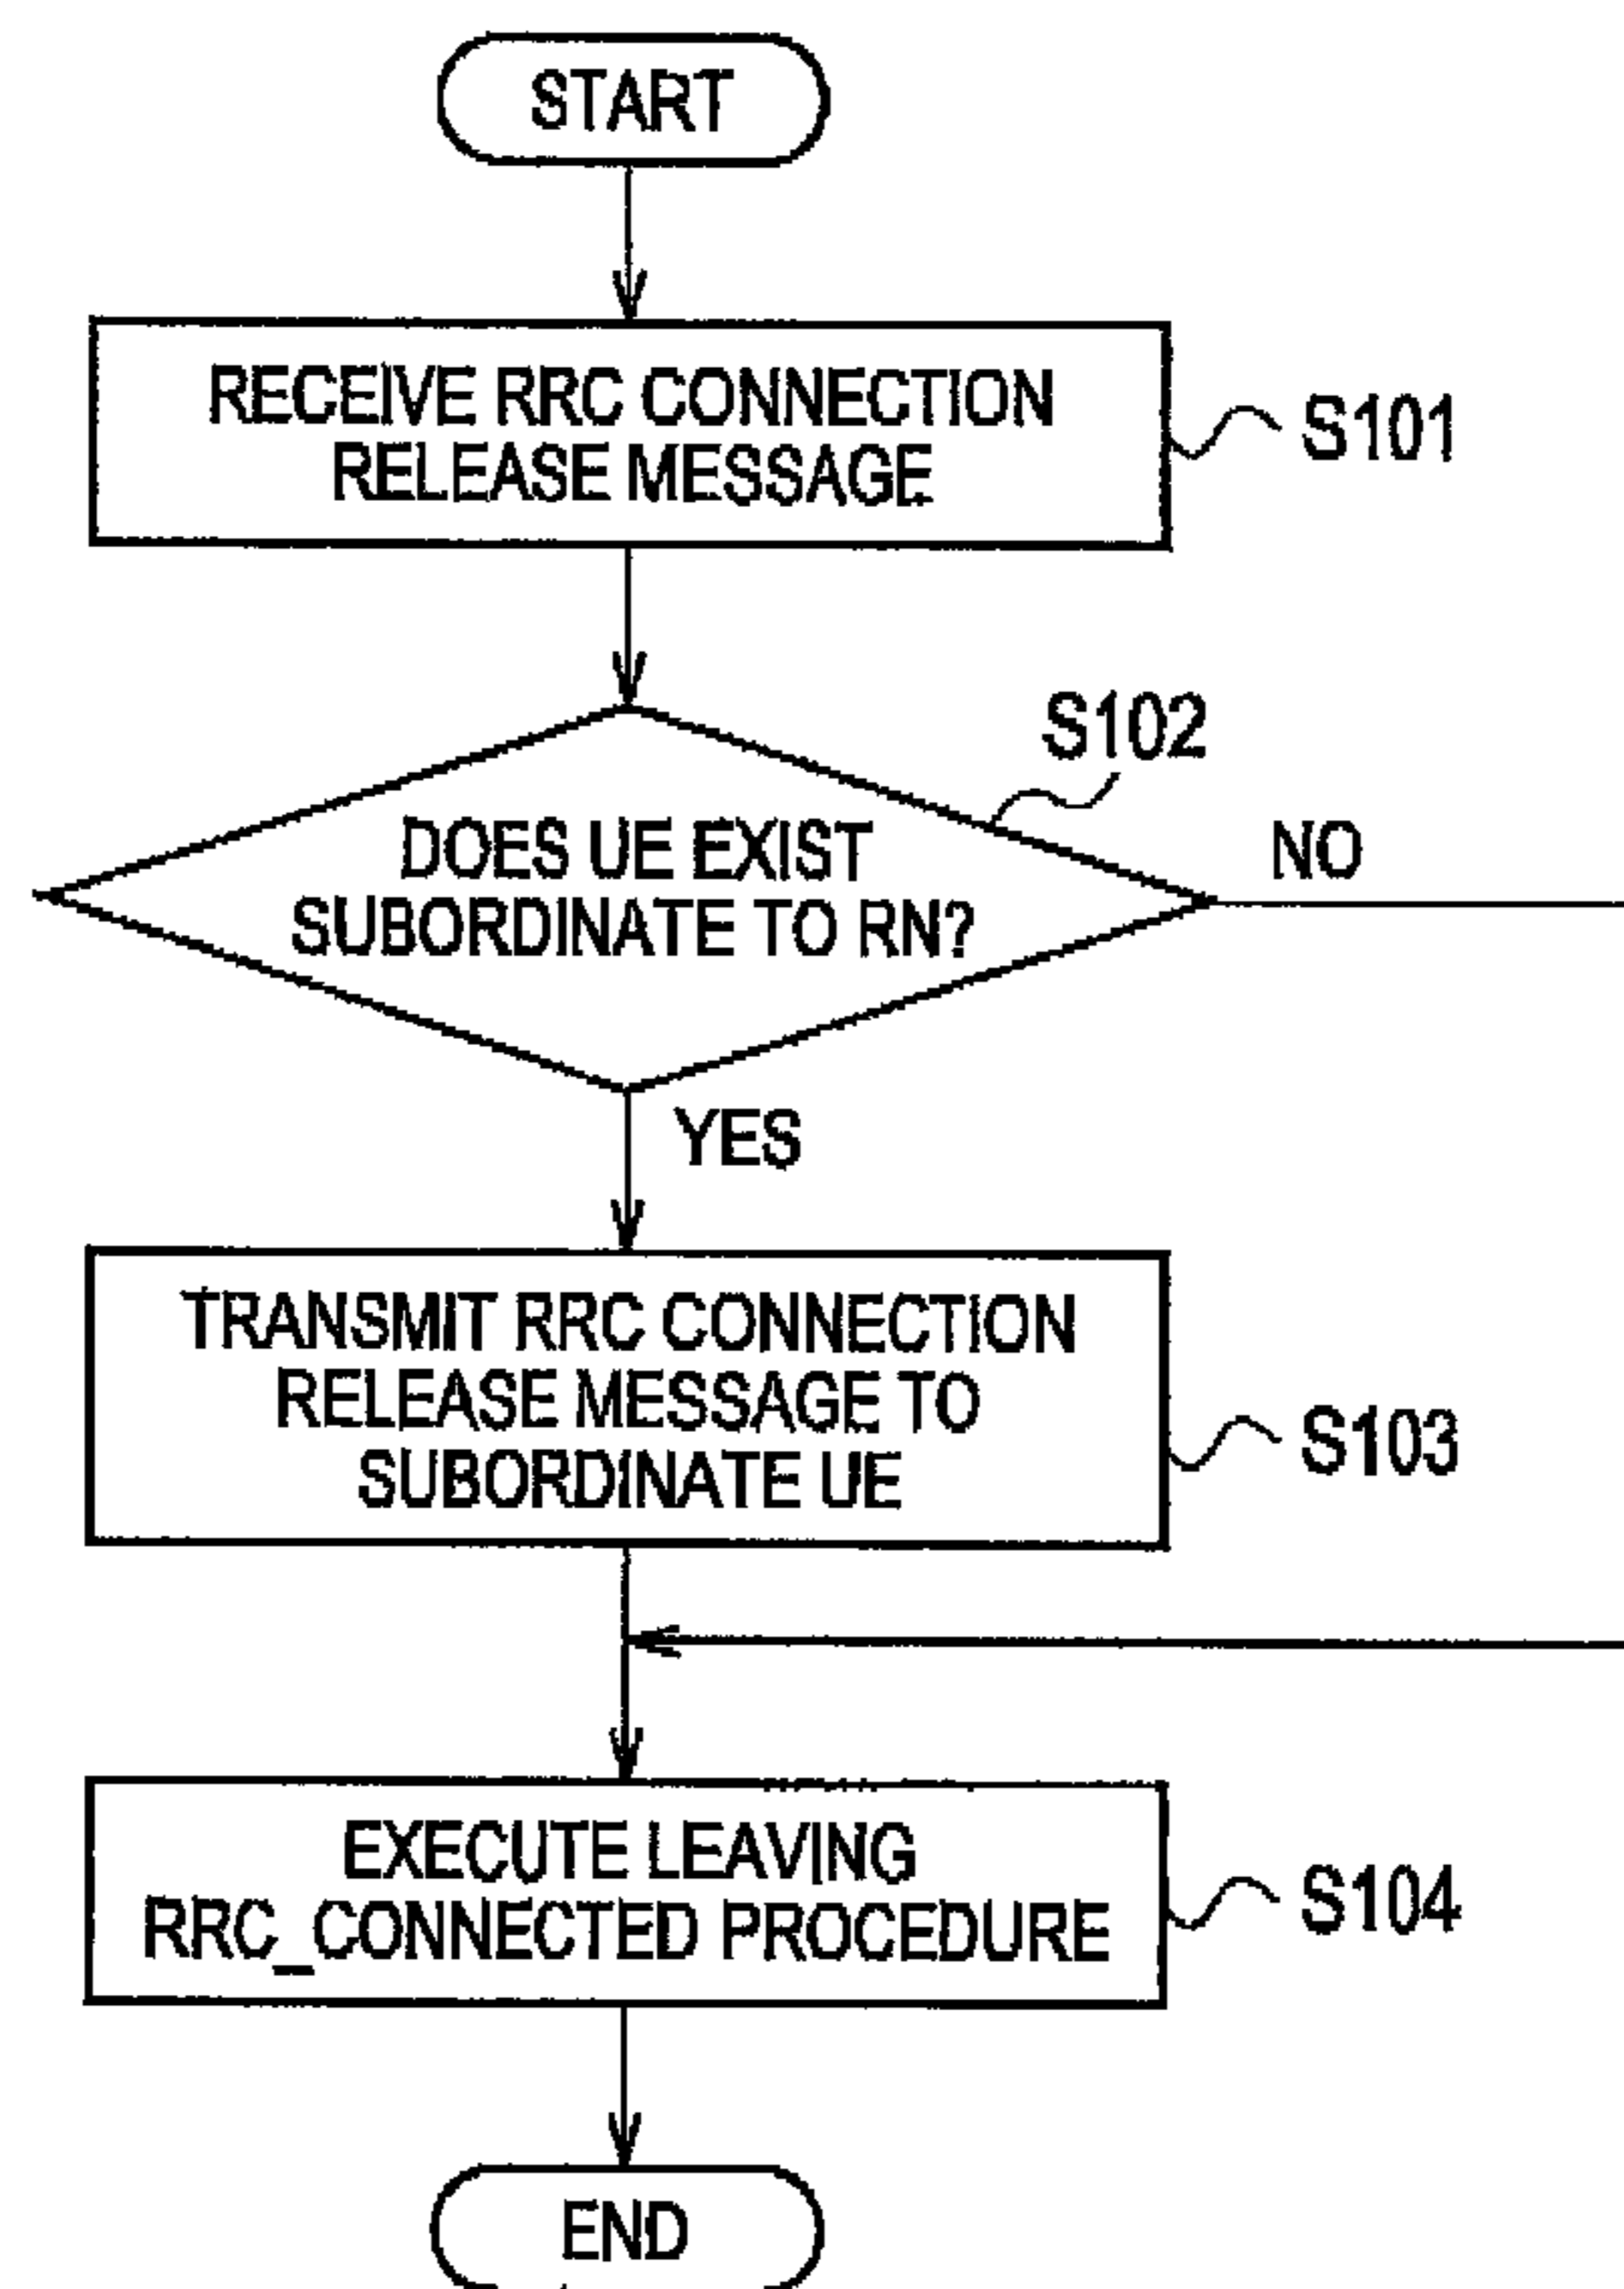 START
RECEIVE RRC CONNECTION
RELEASE MESSAGE
S101
S102
DOES UE EXIST
SUBORDINATE TO RN?
NO
YES
TRANSMIT RRC CONNECTION
RELEASE MESSAGE TO
SUBORDINATE UE
S103
EXECUTE LEAVING
RRC_CONNECTED PROCEDURE
S104
END